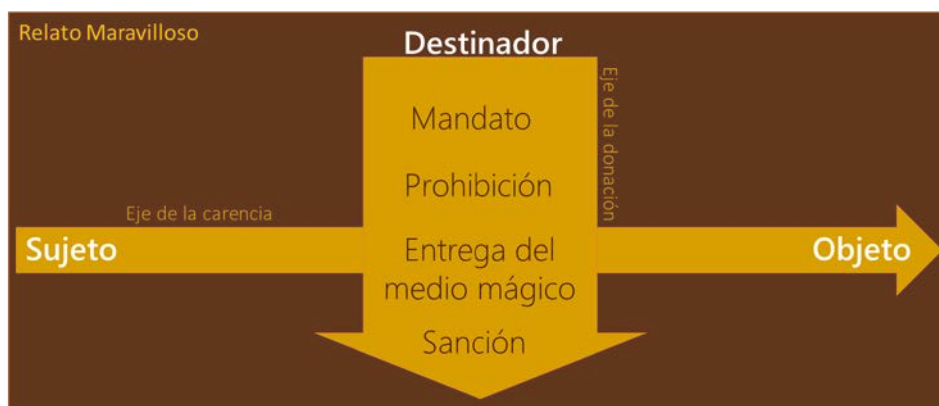 Relato Maravilloso
Destinador
Eje de la donación
Mandato
Prohibición
Eje de la carencia
Sujeto
Entrega del
medio mágico
Objeto
Sanción